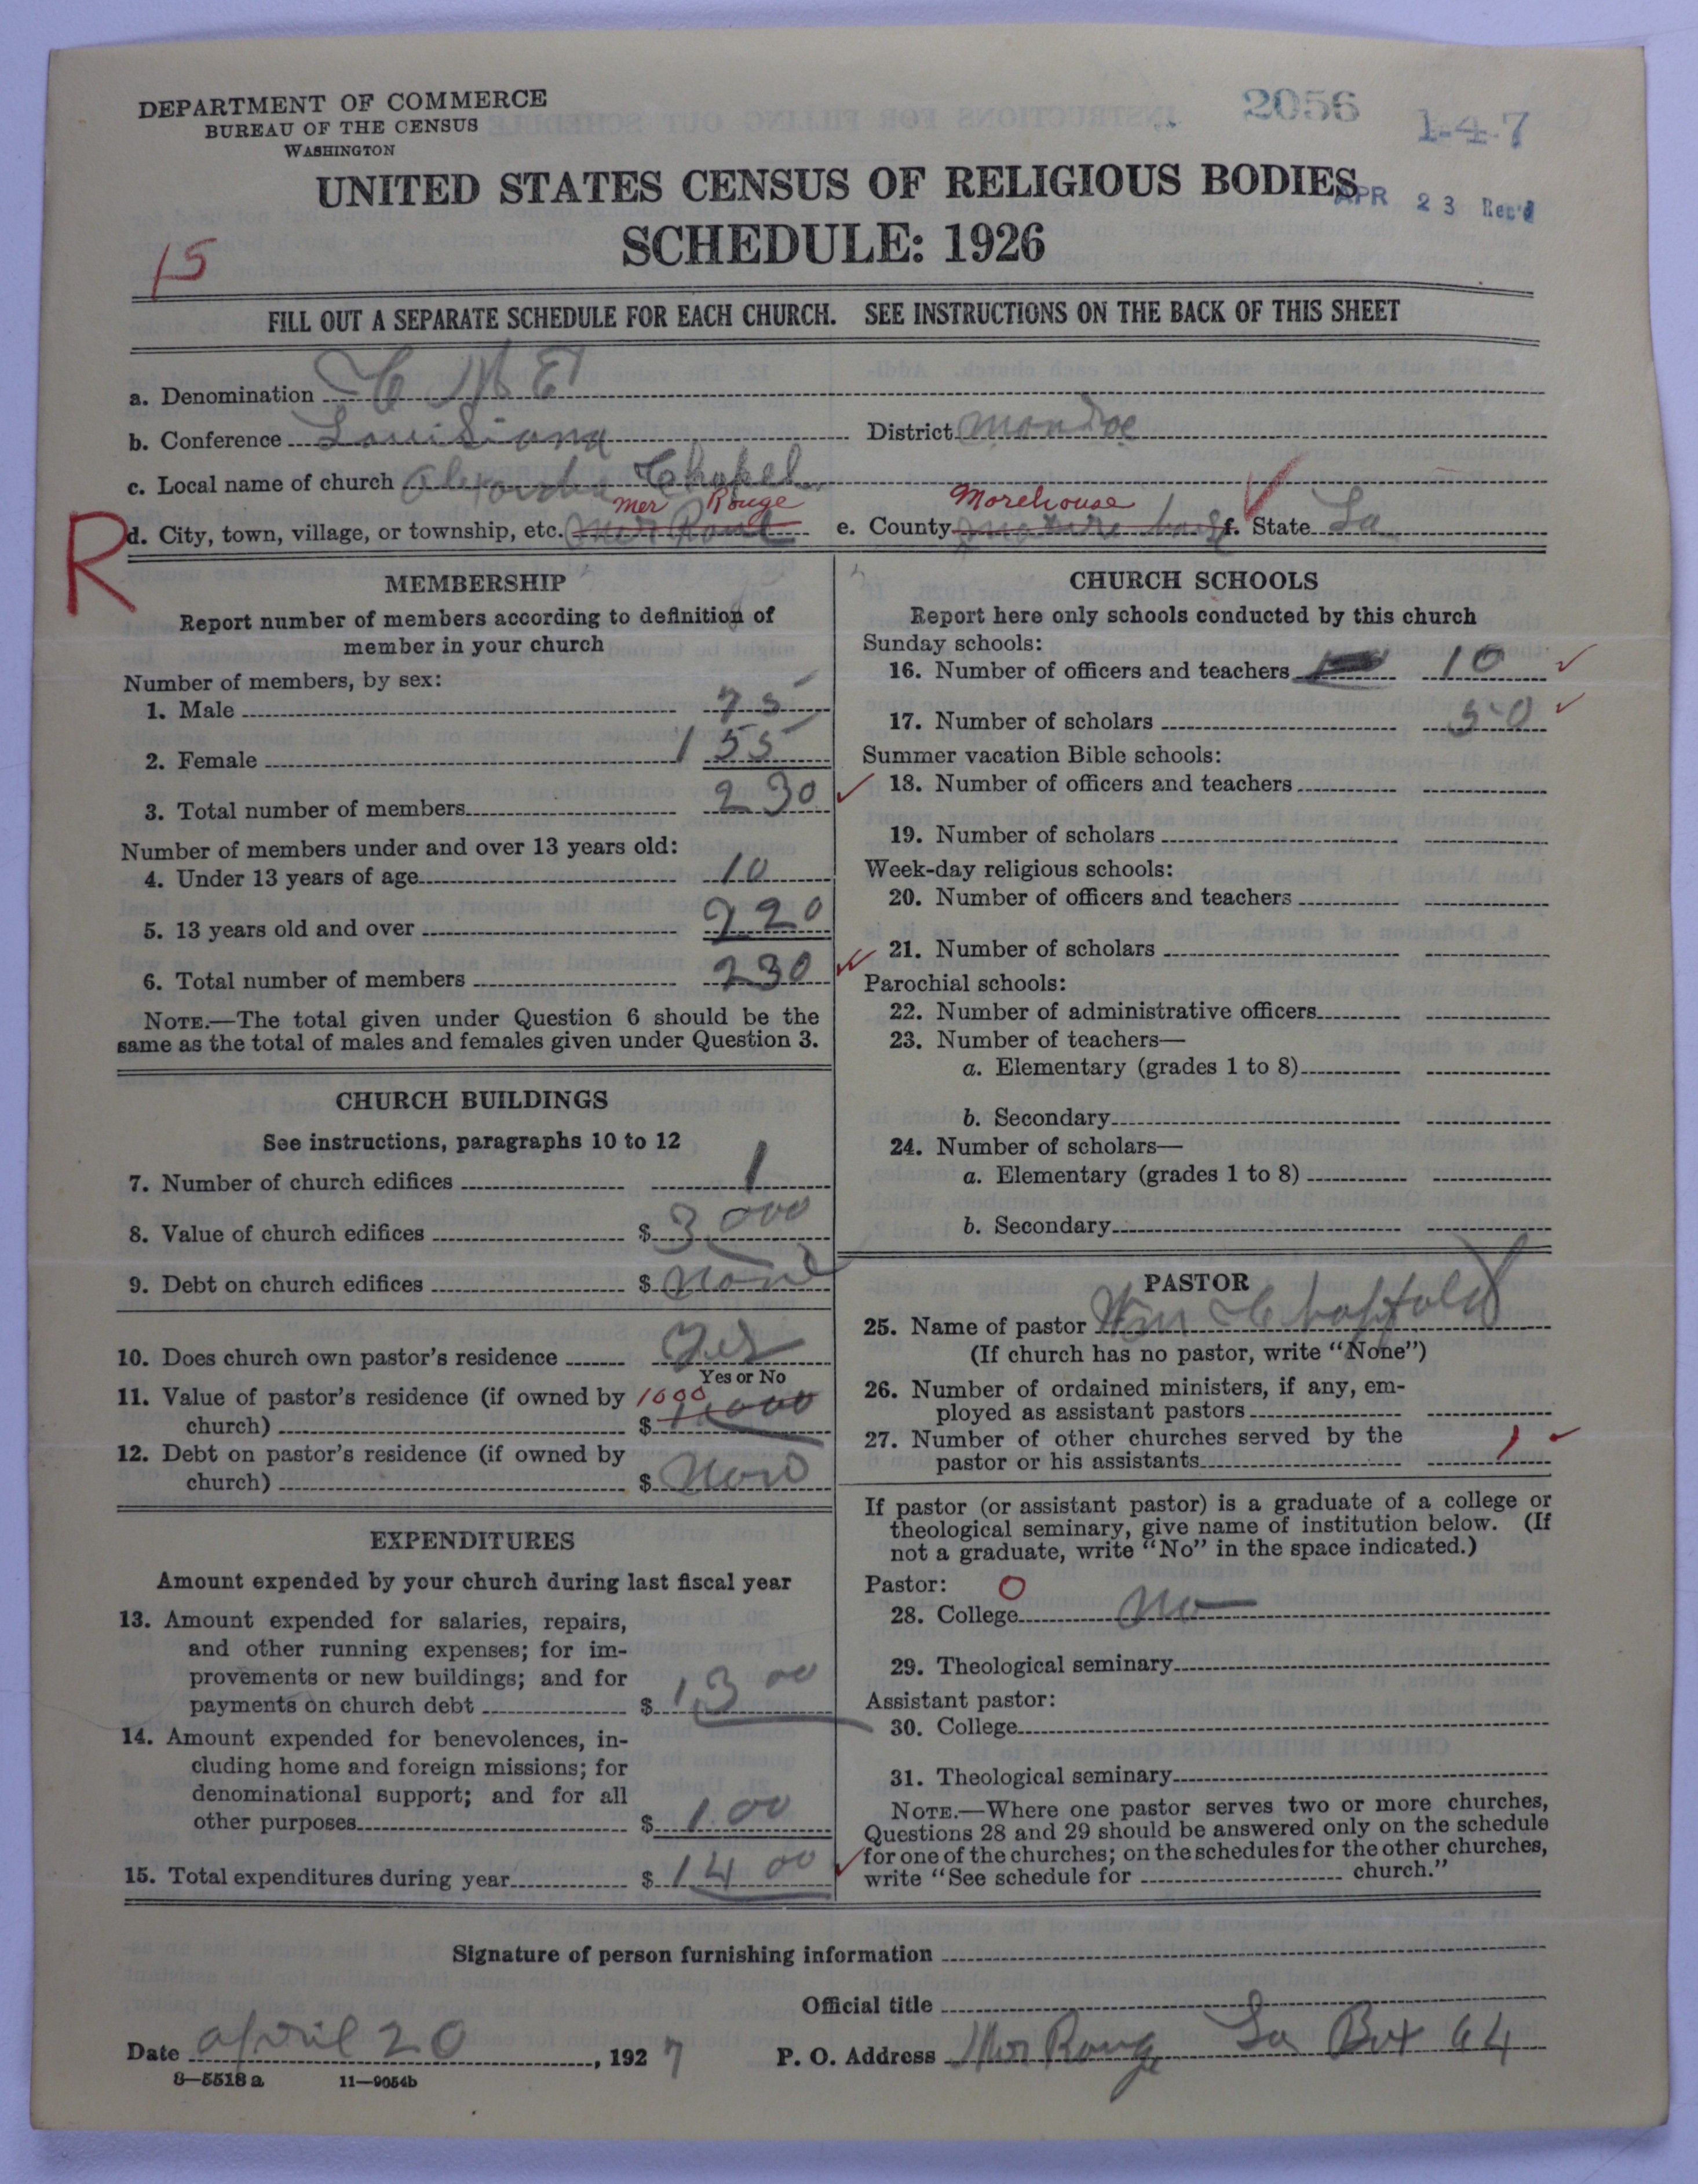 DEPARTMENT OF COMMERCE
BUREAU OF THE CENSUS
WASHINGTON
2056
1-4-7
UNITED STATES CENSUS OF RELIGIOUS BODIES
APR 23 Rec'd
SCHEDULE: 1926
15
FILL OUT A SEPARATE SCHEDULE FOR EACH CHURCH. SEE INSTRUCTIONS ON THE BACK OF THIS SHEET
a. Denomination C M E
b. Conference Louisiana District Monroe
c. Local name of church Chapel
Mer Rouge Morehouse
R
d. City, town, village, or township, etc. e. County f. State La
MEMBERSHIP
Report number of members according to definition of
member in your church
Number of members, by sex:
1. Male 75
2. Female 155
3. Total number of members 230
Number of members under and over 13 years old:
4. Under 13 years of age 10
5. 13 years old and over 220
6. Total number of members 230
NOTE.—The total given under Question 6 should be the
same as the total of males and females given under Question 3.
CHURCH BUILDINGS
See instructions, paragraphs 10 to 12
7. Number of church edifices 1
8. Value of church edifices $3000
9. Debt on church edifices $None
10. Does church own pastor's residence Yes
Yes or No
11. Value of pastor's residence (if owned by 1000
church) $
12. Debt on pastor's residence (if owned by
church) $
EXPENDITURES
Amount expended by your church during last fiscal year
13. Amount expended for salaries, repairs,
and other running expenses; for im-
provements or new buildings; and for
payments on church debt $1300
14. Amount expended for benevolences, in-
cluding home and foreign missions; for
denominational support; and for all
other purposes $1.00
15. Total expenditures during year $1400
CHURCH SCHOOLS
Report here only schools conducted by this church
Sunday schools:
16. Number of officers and teachers 10
17. Number of scholars 50
Summer vacation Bible schools:
18. Number of officers and teachers
19. Number of scholars
Week-day religious schools:
20. Number of officers and teachers
21. Number of scholars
Parochial schools:
22. Number of administrative officers
23. Number of teachers—
a. Elementary (grades 1 to 8)
b. Secondary
24. Number of scholars—
a. Elementary (grades 1 to 8)
b. Secondary
PASTOR
25. Name of pastor Wm
(If church has no pastor, write "None")
26. Number of ordained ministers, if any, em-
ployed as assistant pastors
27. Number of other churches served by the
pastor or his assistants 1
If pastor (or assistant pastor) is a graduate of a college or
theological seminary, give name of institution below. (If
not a graduate, write "No" in the space indicated.)
Pastor: O
28. College No
29. Theological seminary
Assistant pastor:
30. College
31. Theological seminary
NOTE.—Where one pastor serves two or more churches,
Questions 28 and 29 should be answered only on the schedule
for one of the churches; on the schedules for the other churches,
write "See schedule for church."
Signature of person furnishing information
Official title
Date april 20, 1927 P. O. Address Mer Rouge La Box 64
8—5518 a 11—9054b